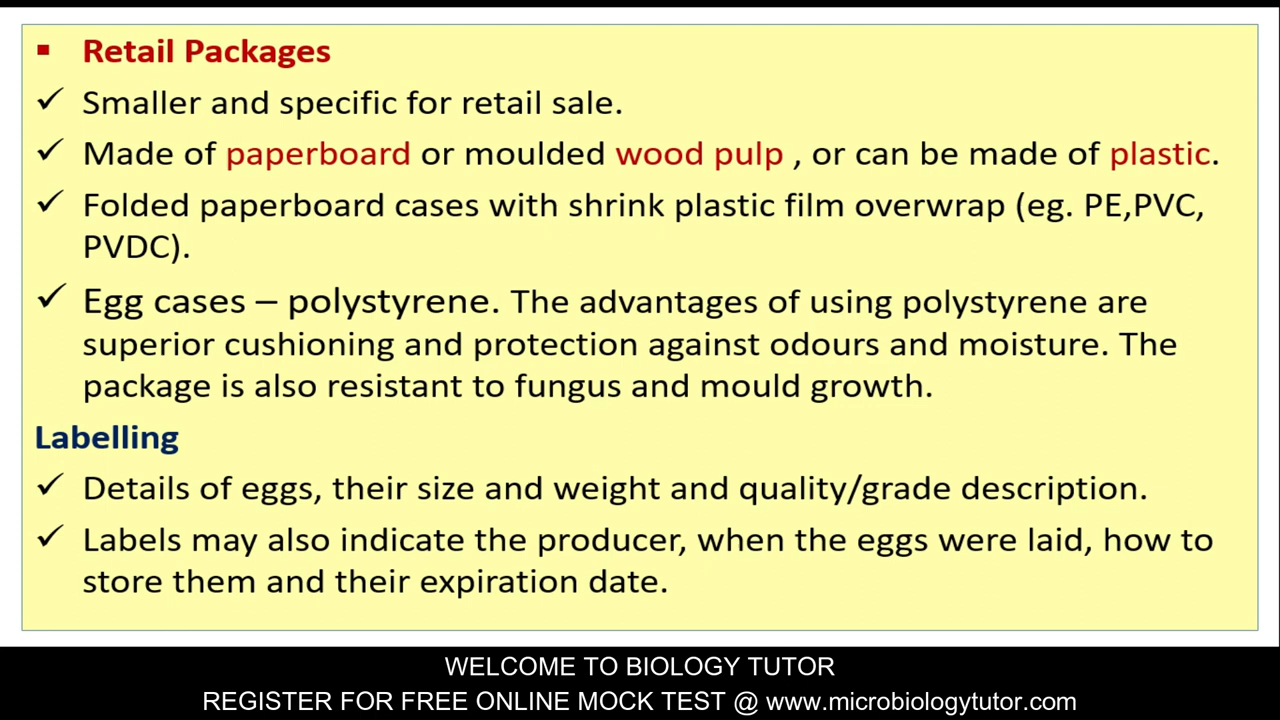 ▪ Retail Packages
✓ Smaller and specific for retail sale.
✓ Made of paperboard or moulded wood pulp , or can be made of plastic.
✓ Folded paperboard cases with shrink plastic film overwrap (eg. PE,PVC,
PVDC).
✓ Egg cases – polystyrene. The advantages of using polystyrene are
superior cushioning and protection against odours and moisture. The
package is also resistant to fungus and mould growth.
Labelling
✓ Details of eggs, their size and weight and quality/grade description.
✓ Labels may also indicate the producer, when the eggs were laid, how to
store them and their expiration date.
WELCOME TO BIOLOGY TUTOR
REGISTER FOR FREE ONLINE MOCK TEST @ www.microbiologytutor.com